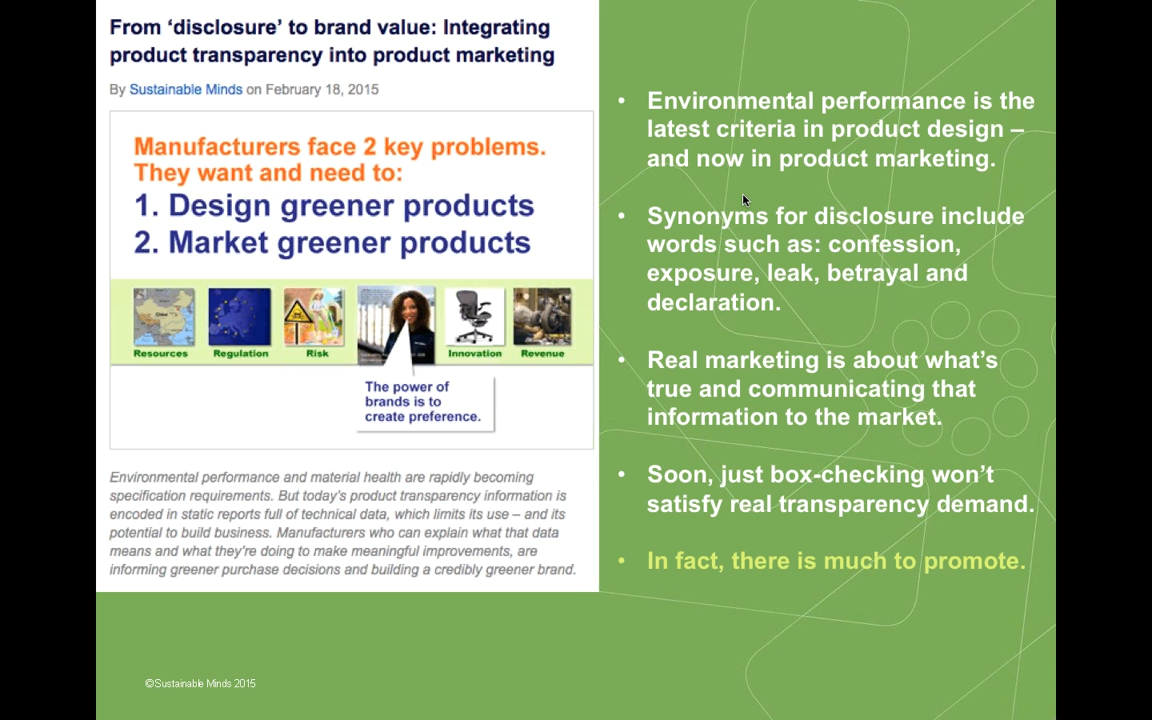 From ‘disclosure’ to brand value: Integrating
product transparency into product marketing
By Sustainable Minds on February 18, 2015
Manufacturers face 2 key problems.
They want and need to:
1. Design greener products
2. Market greener products
China
Resources
Regulation
Risk
Innovation
Revenue
The power of
brands is to
create preference.
Environmental performance and material health are rapidly becoming
specification requirements. But today's product transparency information is
encoded in static reports full of technical data, which limits its use – and its
potential to build business. Manufacturers who can explain what that data
means and what they're doing to make meaningful improvements, are
informing greener purchase decisions and building a credibly greener brand.
• Environmental performance is the
latest criteria in product design –
and now in product marketing.
• Synonyms for disclosure include
words such as: confession,
exposure, leak, betrayal and
declaration.
• Real marketing is about what's
true and communicating that
information to the market.
• Soon, just box-checking won't
satisfy real transparency demand.
• In fact, there is much to promote.
©Sustainable Minds 2015